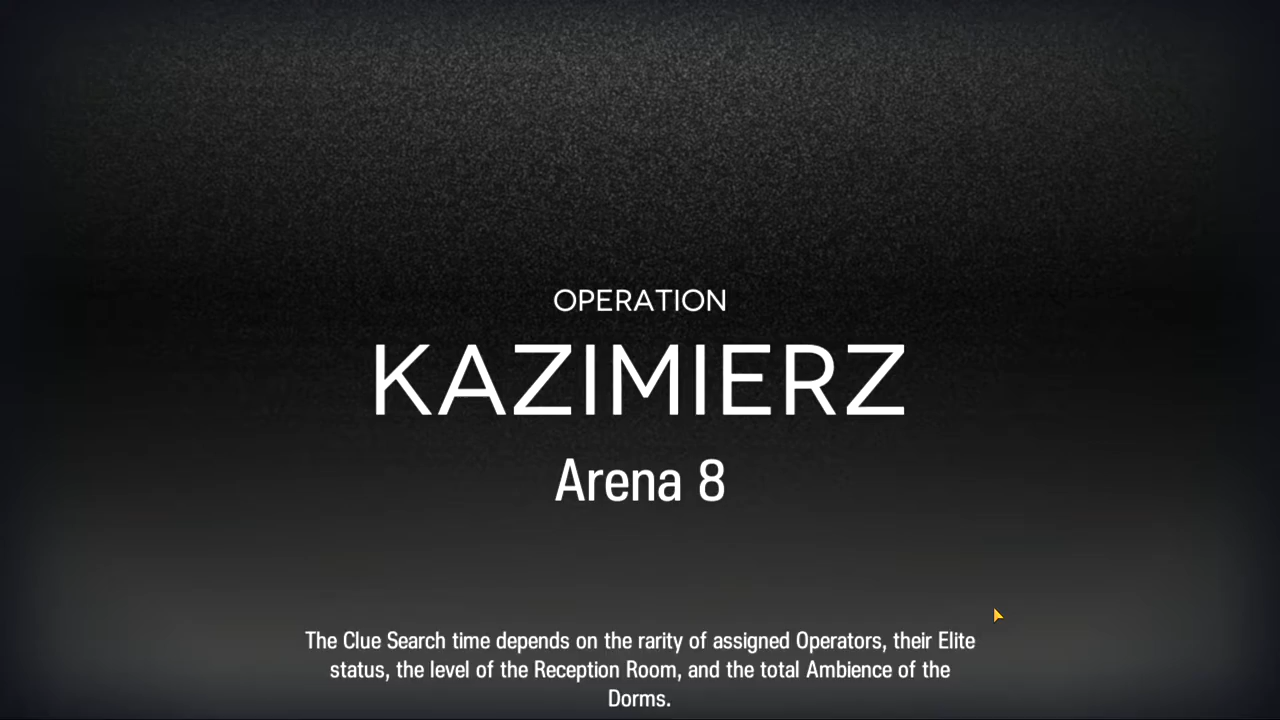 OPERATION
KAZIMIERZ
Arena 8
The Clue Search time depends on the rarity of assigned Operators, their Elite
status, the level of the Reception Room, and the total Ambience of the
Dorms.